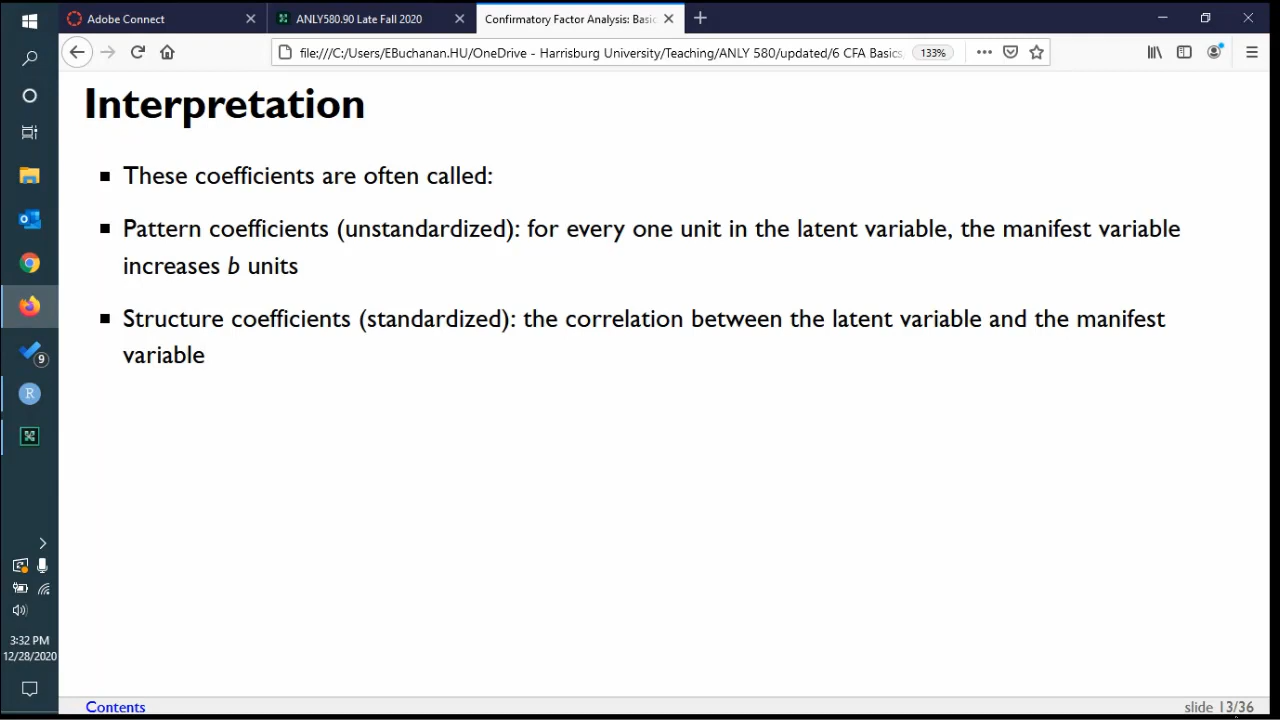 Adobe Connect
ANLY580.90 Late Fall 2020
Confirmatory Factor Analysis: Basic
file:///C:/Users/EBuchanan.HU/OneDrive - Harrisburg University/Teaching/ANLY 580/updated/6 CFA Basics.
133%
Interpretation
These coefficients are often called:
Pattern coefficients (unstandardized): for every one unit in the latent variable, the manifest variable
increases b units
Structure coefficients (standardized): the correlation between the latent variable and the manifest
variable
9
3:32 PM
12/28/2020
Contents
slide 13/36